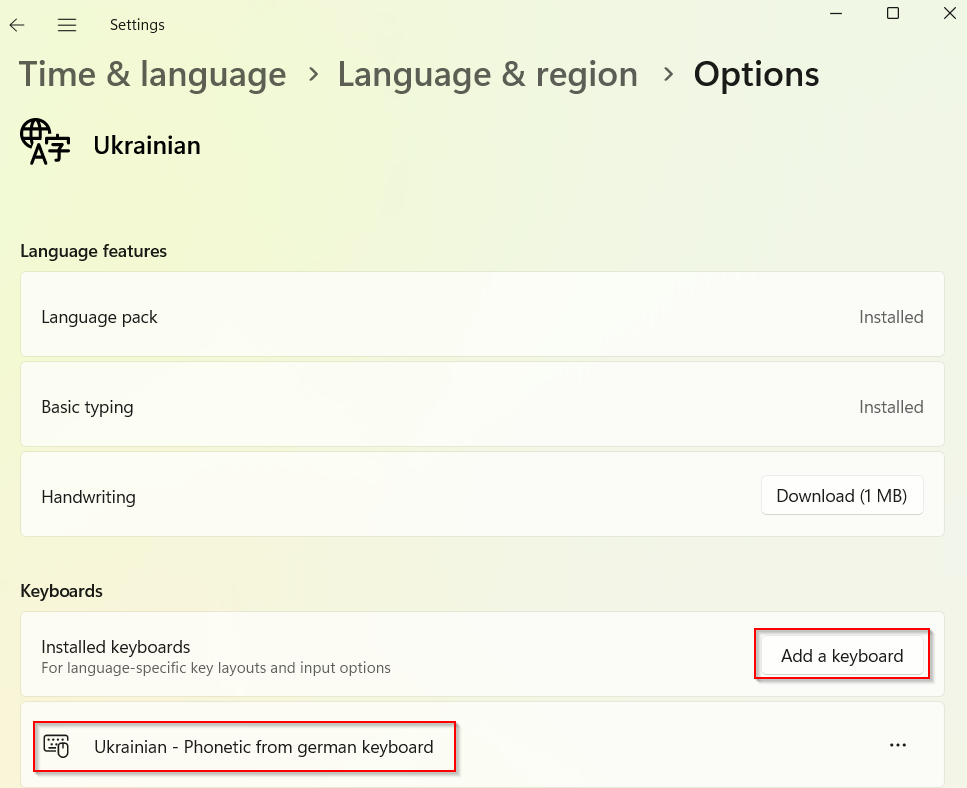 Settings
Time & language > Language & region > Options
Ukrainian
Language features
Language pack Installed
Basic typing Installed
Handwriting Download (1 MB)
Keyboards
Installed keyboards
For language-specific key layouts and input options
Add a keyboard
Ukrainian - Phonetic from german keyboard